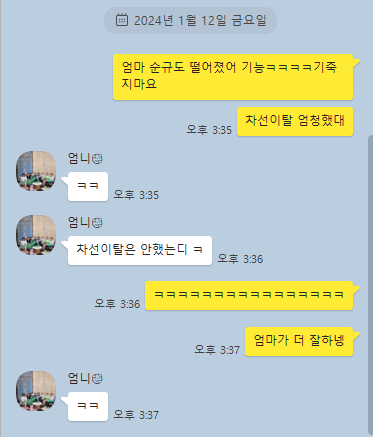 2024년 1월 12일 금요일
엄마 순규도 떨어졌어 기능ㅋㅋㅋㅋ기죽
지마요
차선이탈 엄청했대
오후 3:35
엄니
ㅋㅋ
오후 3:35
엄니
차선이탈은 안했는디 ㅋ
오후 3:36
ㅋㅋㅋㅋㅋㅋㅋㅋㅋㅋㅋㅋㅋㅋㅋㅋ
오후 3:36
엄마가 더 잘하넹
오후 3:37
엄니
ㅋㅋ
오후 3:37